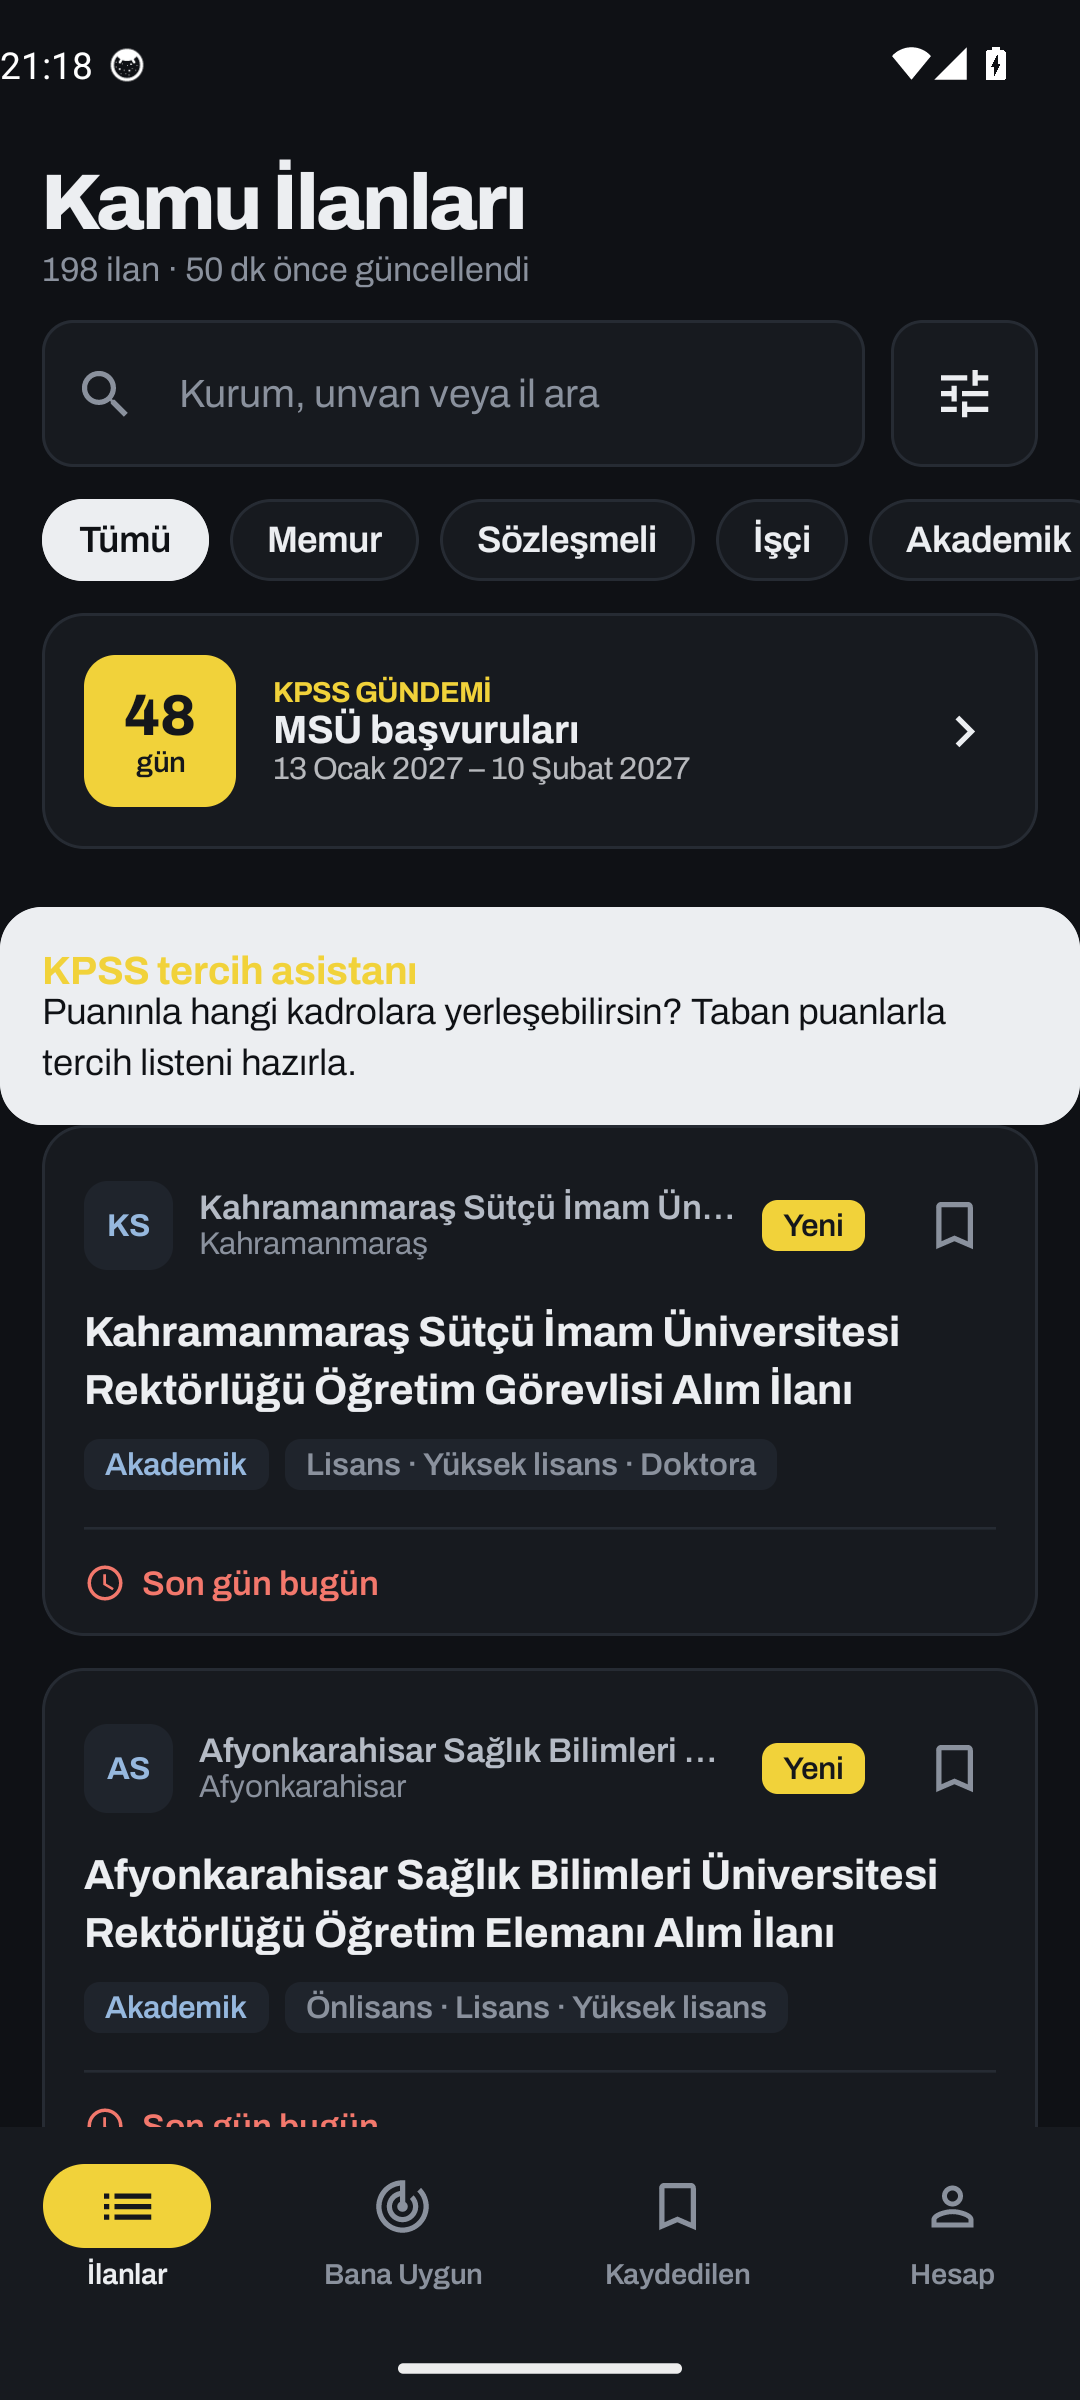 21:18
Kamu İlanları
198 ilan · 50 dk önce güncellendi
Kurum, unvan veya il ara
Tümü
Memur
Sözleşmeli
İşçi
Akademik
48
gün
KPSS GÜNDEMİ
MSÜ başvuruları
13 Ocak 2027 – 10 Şubat 2027
KPSS tercih asistanı
Puanınla hangi kadrolara yerleşebilirsin? Taban puanlarla
tercih listeni hazırla.
KS
Kahramanmaraş Sütçü İmam Ün...
Kahramanmaraş
Yeni
Kahramanmaraş Sütçü İmam Üniversitesi
Rektörlüğü Öğretim Görevlisi Alım İlanı
Akademik
Lisans · Yüksek lisans · Doktora
Son gün bugün
AS
Afyonkarahisar Sağlık Bilimleri ...
Afyonkarahisar
Yeni
Afyonkarahisar Sağlık Bilimleri Üniversitesi
Rektörlüğü Öğretim Elemanı Alım İlanı
Akademik
Önlisans · Lisans · Yüksek lisans
Son gün bugün
İlanlar
Bana Uygun
Kaydedilen
Hesap